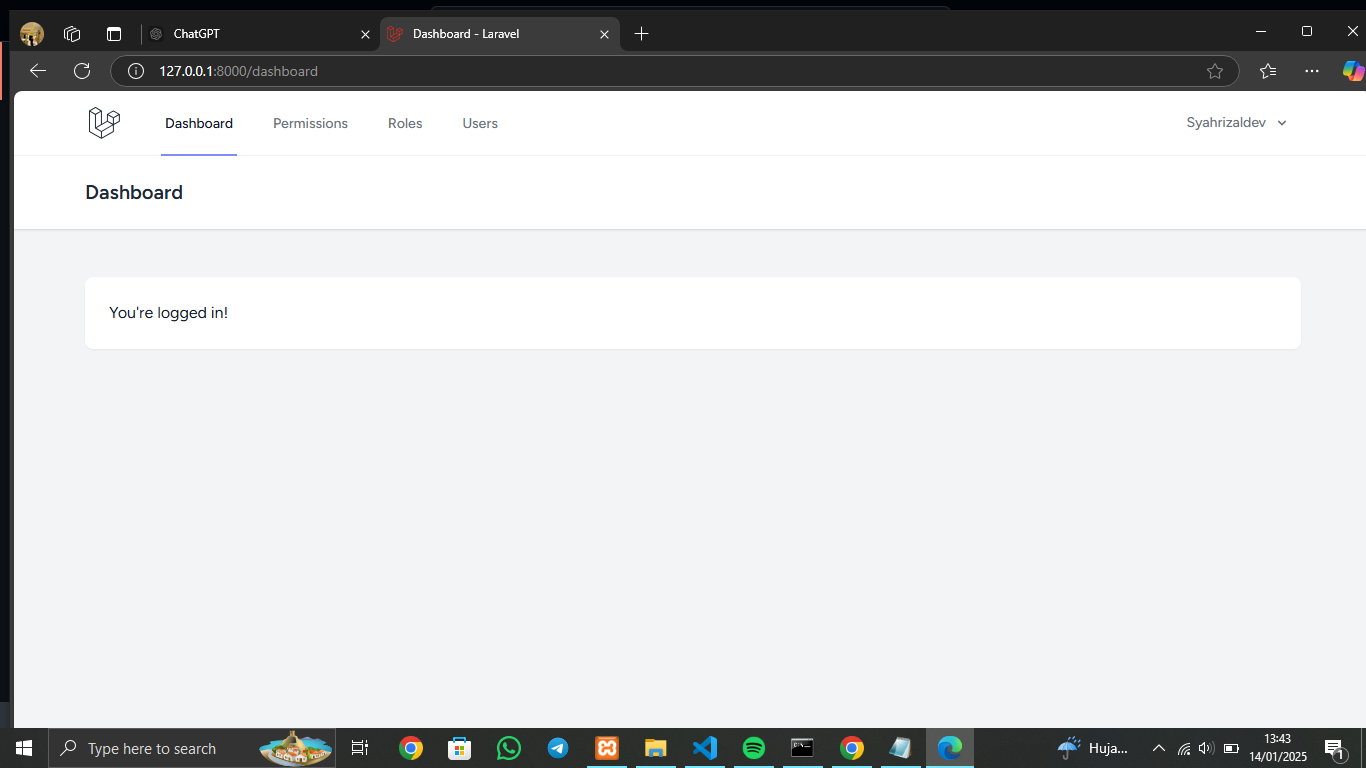 ChatGPT
Dashboard - Laravel
127.0.0.1:8000/dashboard
Dashboard
Permissions
Roles
Users
Syahrizaldev
Dashboard
You're logged in!
Type here to search
Huja...
13:43
14/01/2025
1